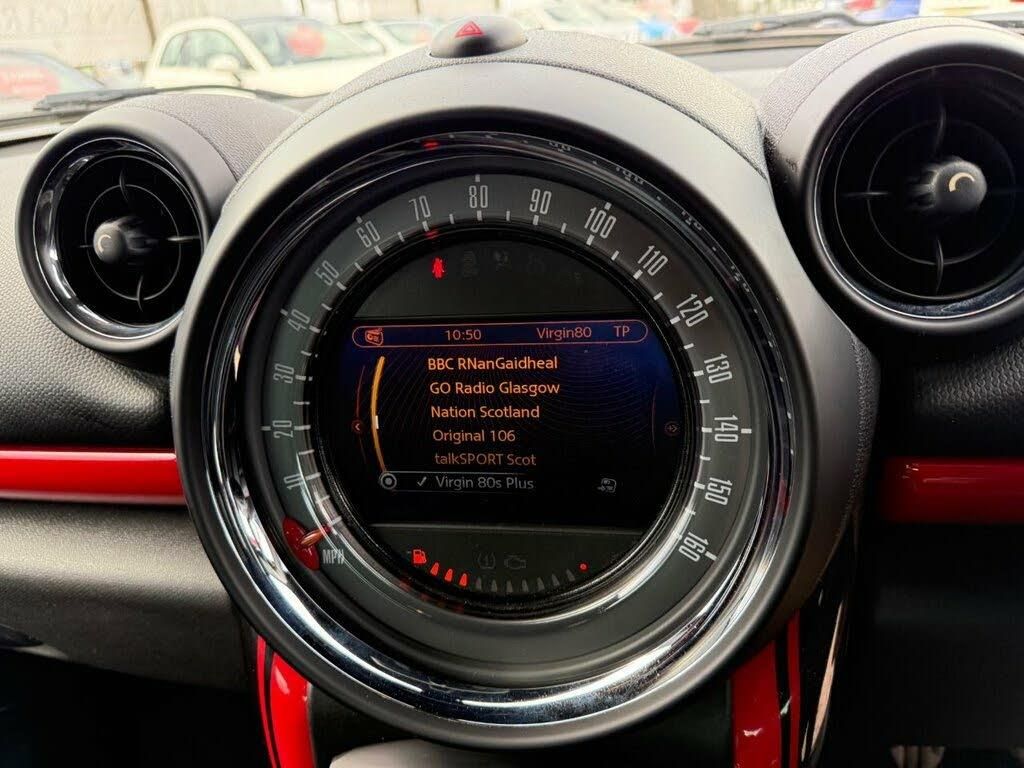 10
20
30
40
50
60
70
80
90
100
110
120
130
140
150
160
MPH
10:50 Virgin80 TP
BBC RNanGaidheal
GO Radio Glasgow
Nation Scotland
Original 106
talkSPORT Scot
✓ Virgin 80s Plus